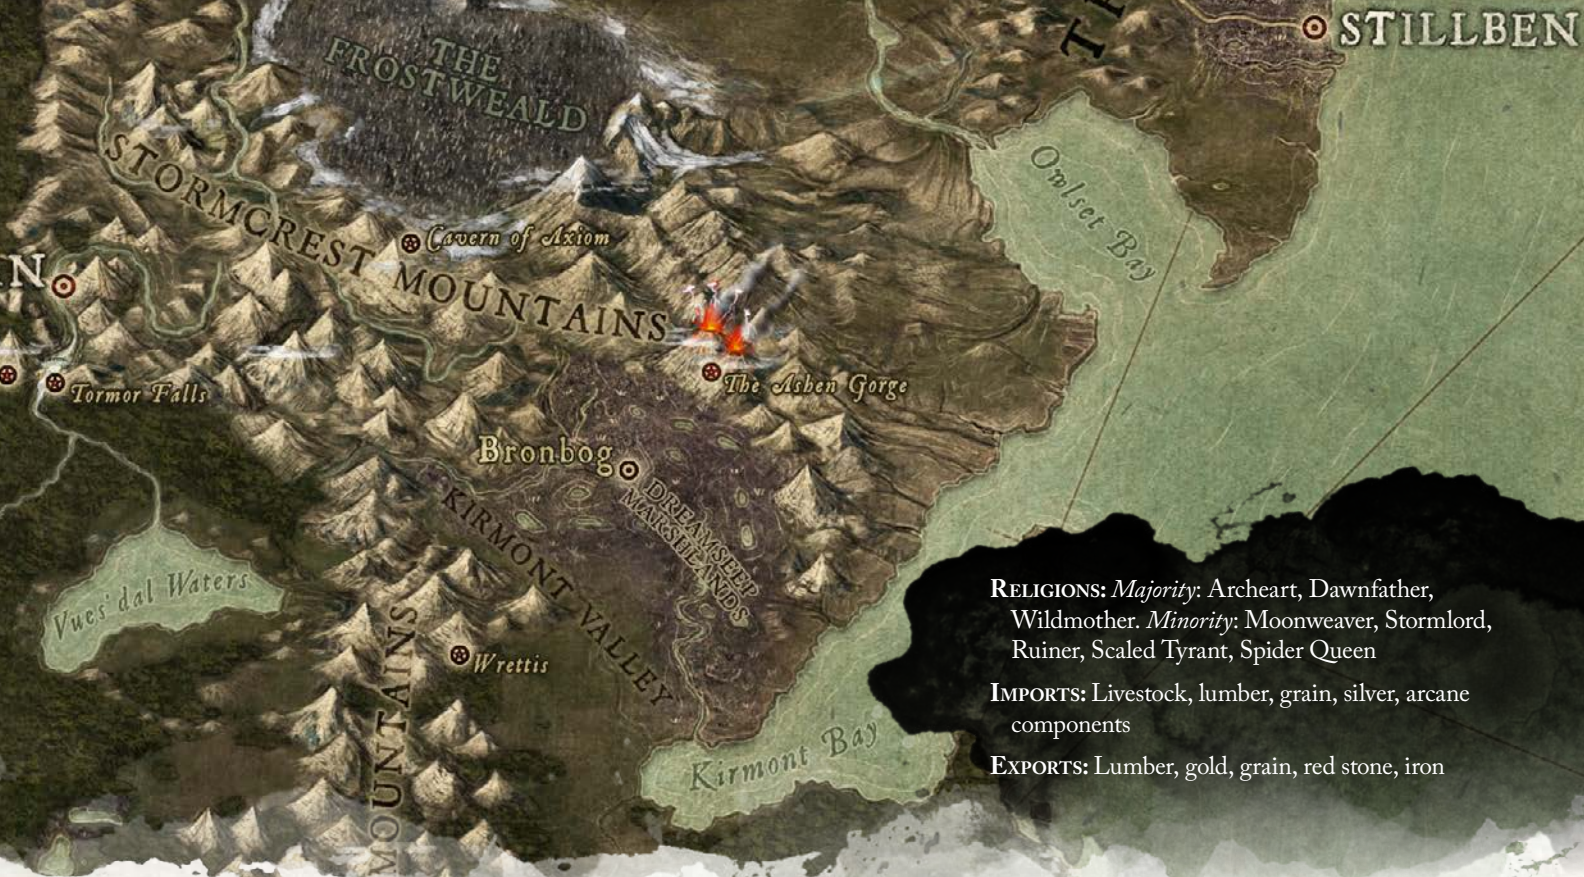 THE
FROSTWEALD
STILLBEN
Owlset Bay
STORMCREST MOUNTAINS
Cavern of Axiom
N
The Ashen Gorge
Tormor Falls
Bronbog
DREAMSEEP
MARSHLANDS
KIRMONT VALLEY
Vues'dal Waters
Wrettis
MOUNTAINS
Kirmont Bay
RELIGIONS: Majority: Archeart, Dawnfather,
Wildmother. Minority: Moonweaver, Stormlord,
Ruiner, Scaled Tyrant, Spider Queen
IMPORTS: Livestock, lumber, grain, silver, arcane
components
EXPORTS: Lumber, gold, grain, red stone, iron